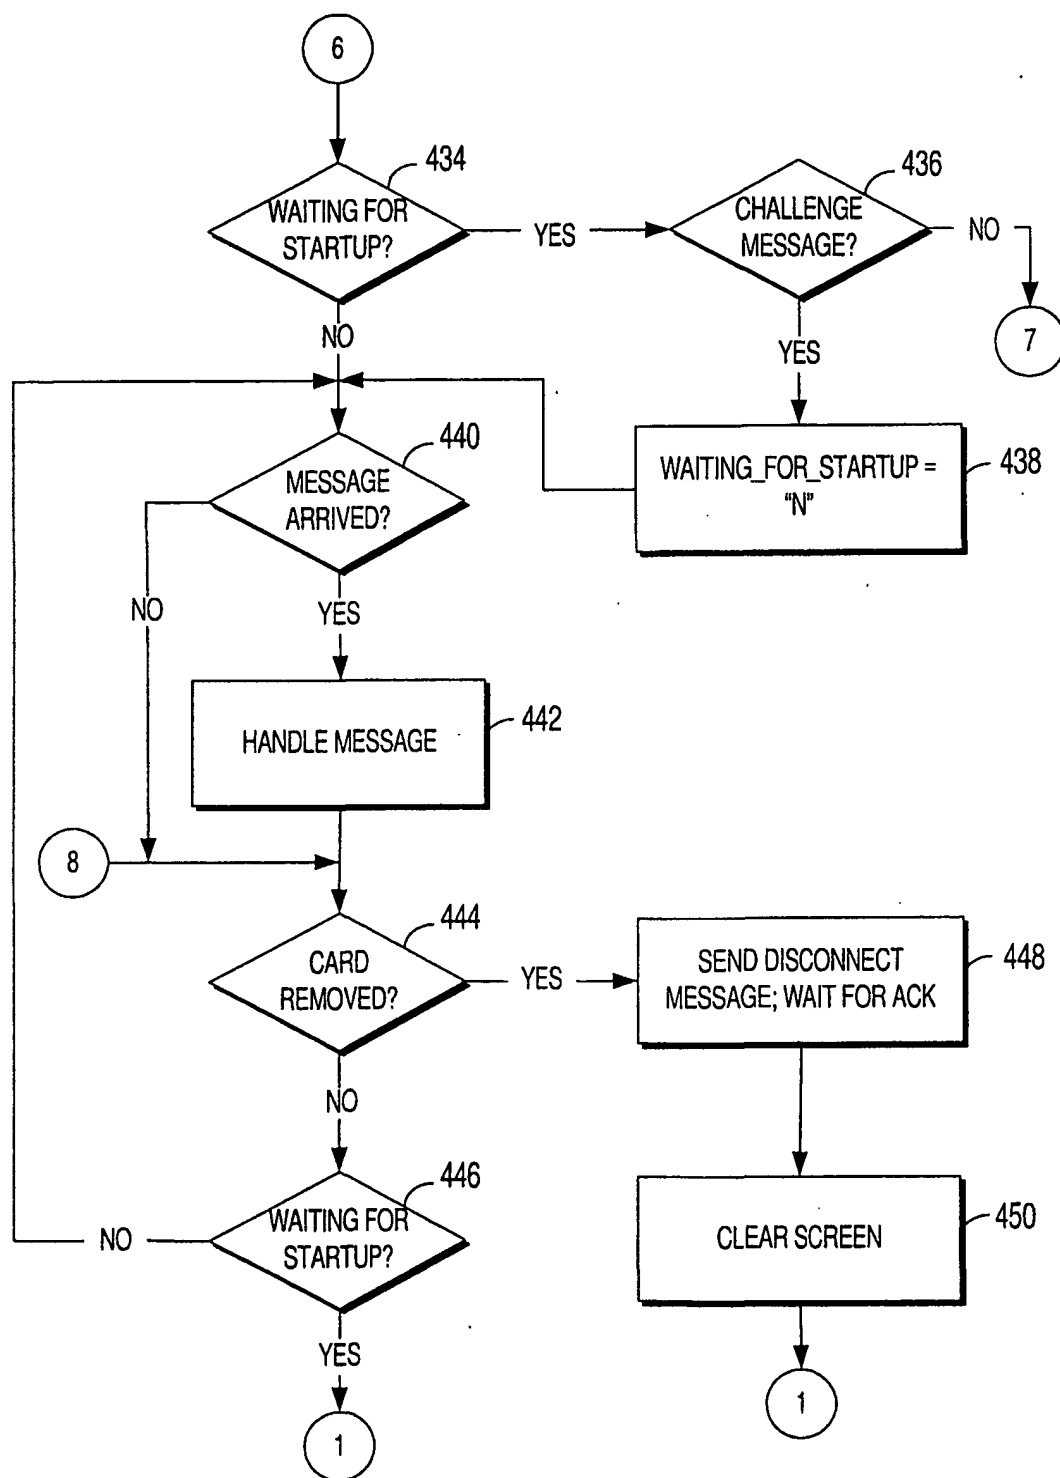 6
434
WAITING FOR
STARTUP?
YES
436
CHALLENGE
MESSAGE?
NO
7
NO
YES
440
MESSAGE
ARRIVED?
WAITING_FOR_STARTUP =
"N"
438
NO
YES
HANDLE MESSAGE
442
8
444
CARD
REMOVED?
YES
SEND DISCONNECT
MESSAGE; WAIT FOR ACK
448
NO
446
WAITING FOR
STARTUP?
NO
CLEAR SCREEN
450
YES
1
1